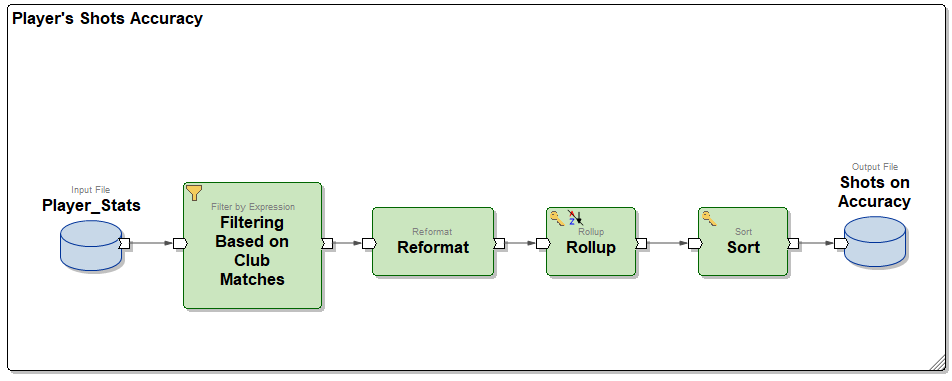 Player's Shots Accuracy
Input File
Player_Stats
Filter by Expression
Filtering
Based on
Club
Matches
Reformat
Reformat
Rollup
Rollup
Sort
Sort
Output File
Shots on
Accuracy